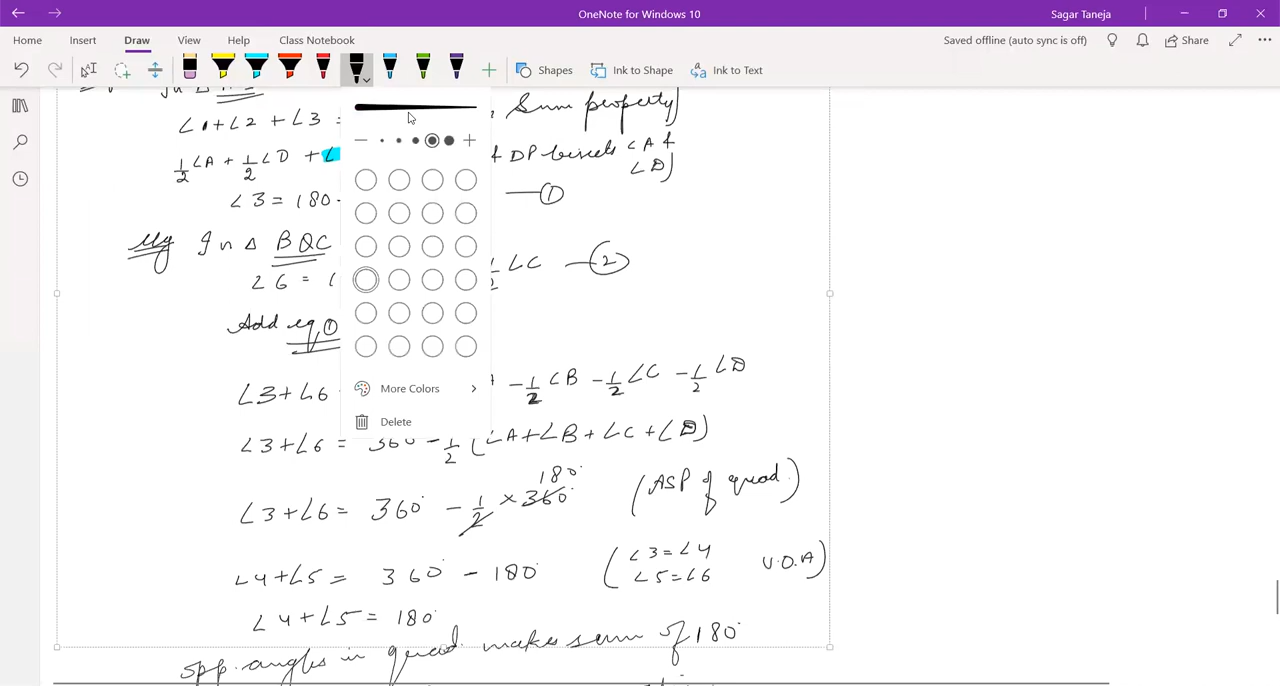 OneNote for Windows 10
Sagar Taneja
Home Insert Draw View Help Class Notebook
Saved offline (auto sync is off) Share
Shapes Ink to Shape Ink to Text
∠1+∠2+∠3 = Sum property)
1/2∠A + 1/2∠D + ∠ DP bisects ∠A &
∠D)
∠3 = 180- —①
In △ BQC
∠6 = 1 1/2∠C —②
Add eq ①
∠3+∠6 -1/2∠B -1/2∠C -1/2∠D
More Colors
Delete
∠3+∠6 = 360° -1/2 (∠A+∠B+∠C+∠D)
180°
∠3+∠6 = 360° - 1/2 × 360° (ASP of quad.)
∠3=∠4
∠4+∠5 = 360° - 180° ( V.O.A)
∠5=∠6
∠4+∠5 = 180°
opp. angles in quad. makes sum of 180°